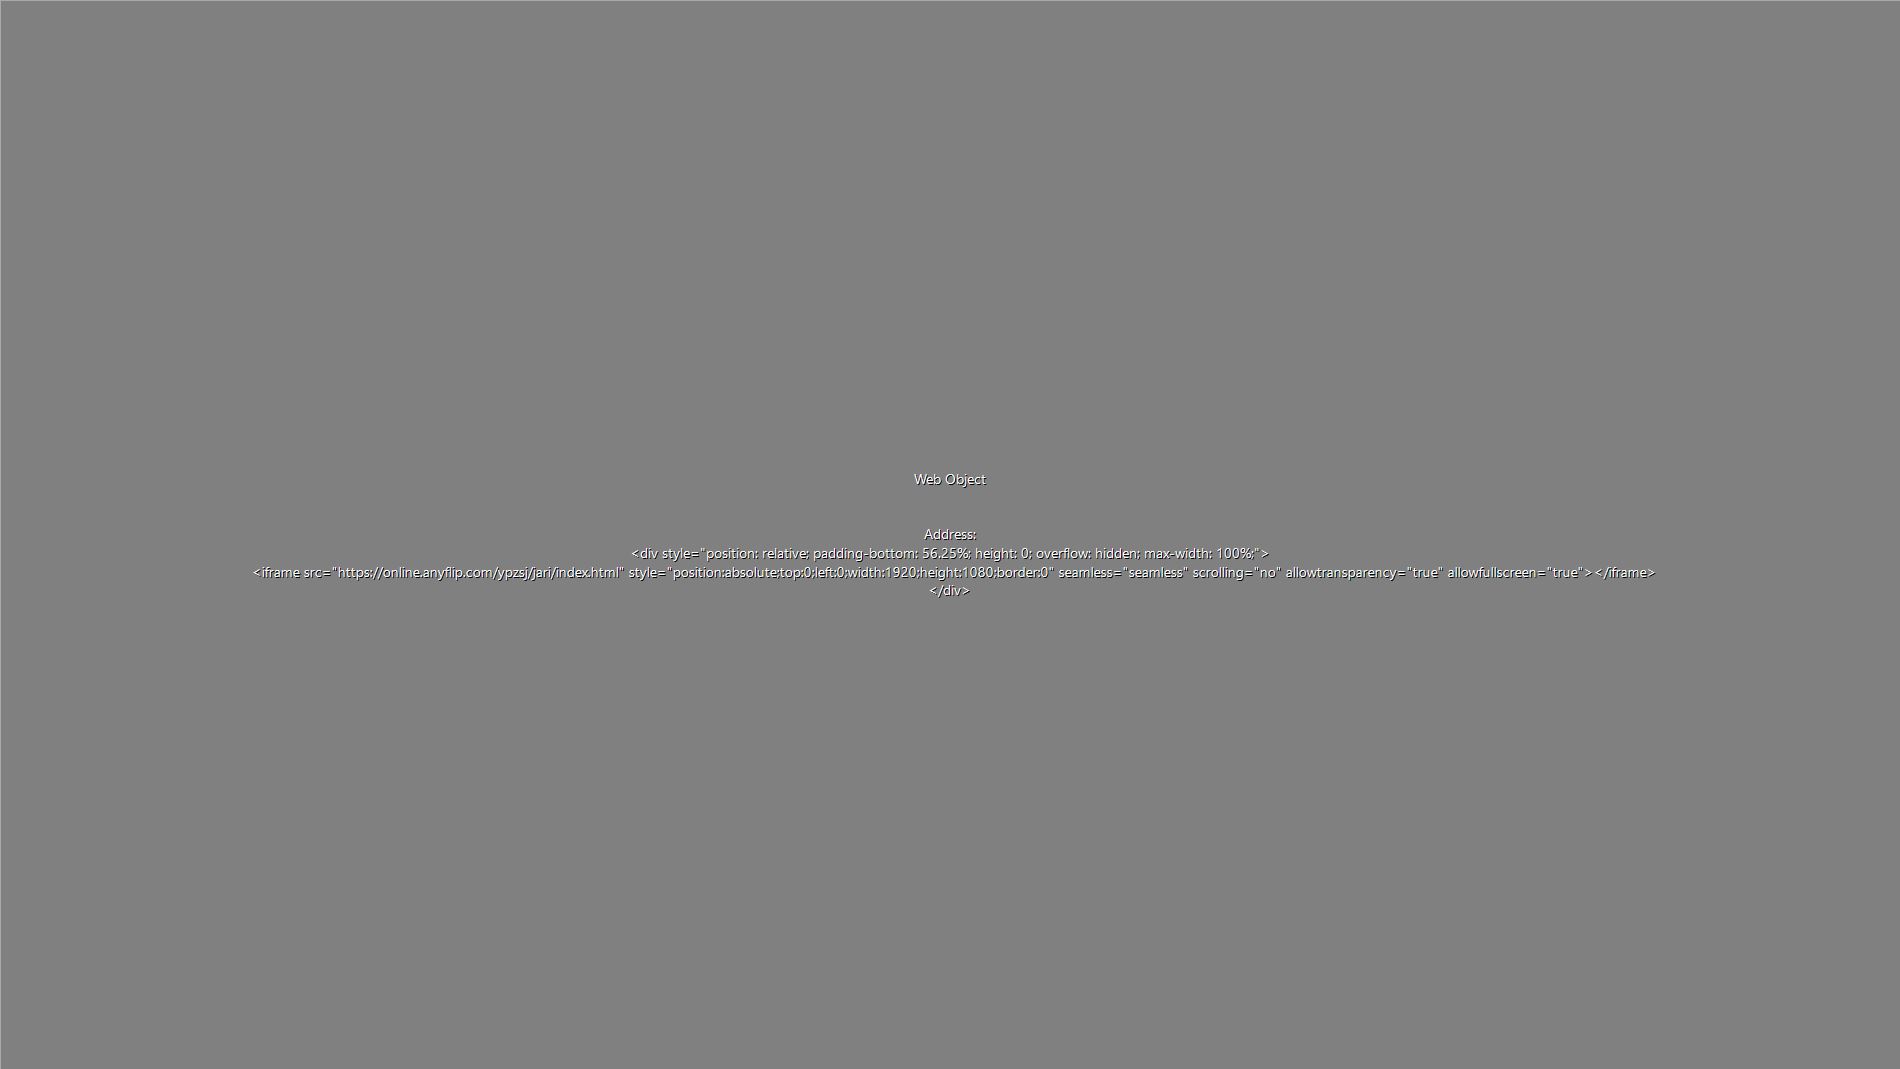 Web Object
Address:
<div style="position: relative; padding-bottom: 56.25%; height: 0; overflow: hidden; max-width: 100%;">
<iframe src="https://online.anyflip.com/ypzsj/jari/index.html" style="position:absolute;top:0;left:0;width:1920;height:1080;border:0" seamless="seamless" scrolling="no" allowtransparency="true" allowfullscreen="true"></iframe>
</div>